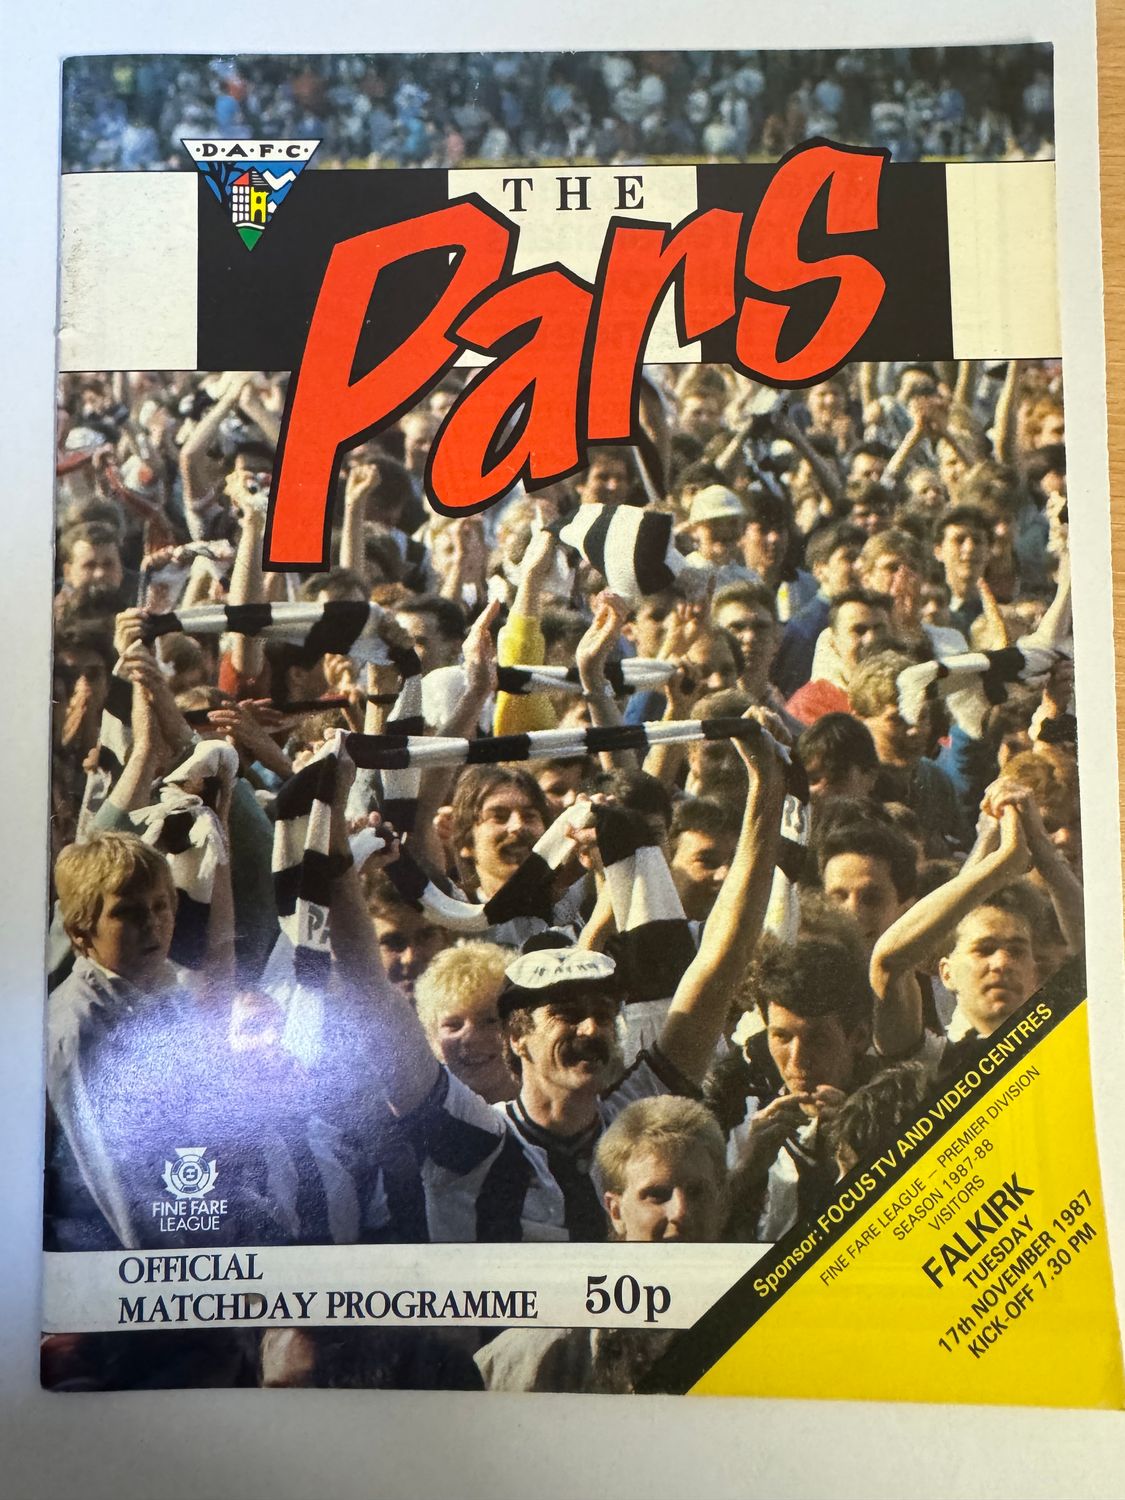 ·D·A·F·C·
THE
Pars
FINE FARE
LEAGUE
OFFICIAL
MATCHDAY PROGRAMME
50p
Sponsor: FOCUS TV AND VIDEO CENTRES
FINE FARE LEAGUE – PREMIER DIVISION
SEASON 1987-88
VISITORS
FALKIRK
TUESDAY
17th NOVEMBER 1987
KICK-OFF 7.30 PM